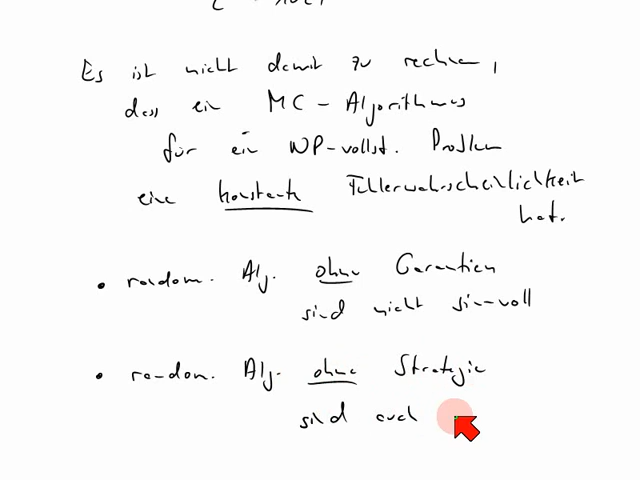 Es ist nicht damit zu rechnen,
dass ein MC-Algorithmus
für ein NP-vollst. Problem
eine konstante Fehlerwahrscheinlichkeit
hat.
• random. Alg. ohne Garantien
sind nicht sinnvoll
• random. Alg. ohne Strategie
sind auch